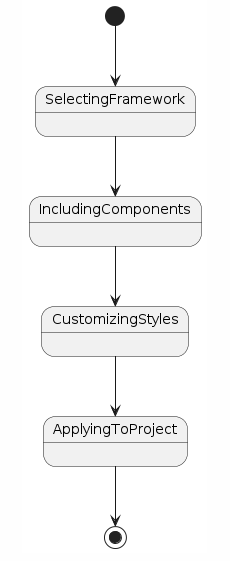 SelectingFramework
IncludingComponents
CustomizingStyles
ApplyingToProject